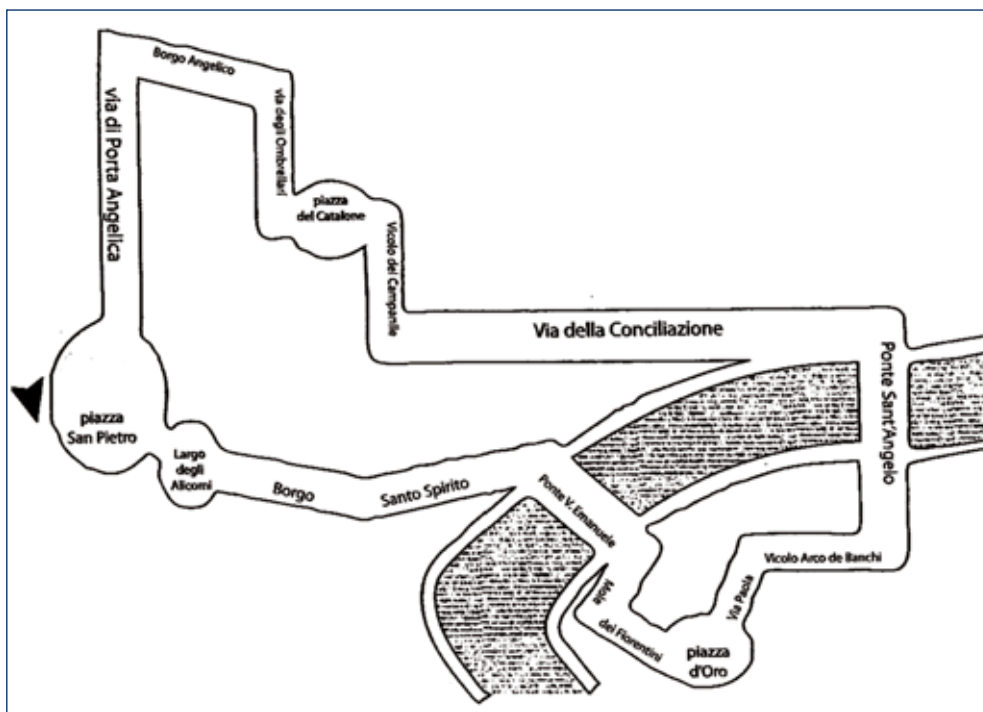 Borgo Angelico
via di Porta Angelica
via degli Ombrellari
piazza
del Catalone
Vicolo del Campanile
Via della Conciliazione
Ponte Sant'Angelo
piazza
San Pietro
Largo
degli
Alicorni
Borgo
Santo Spirito
Ponte V. Emanuele
Vicolo Arco de Banchi
Via Paola
Mola
dei Fiorentini
piazza
d'Oro